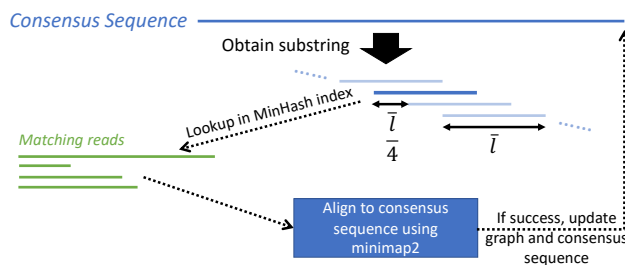 Consensus Sequence
Obtain substring
Lookup in MinHash index
l̅
4
l̅
Matching reads
Align to consensus
sequence using
minimap2
If success, update
graph and consensus
sequence